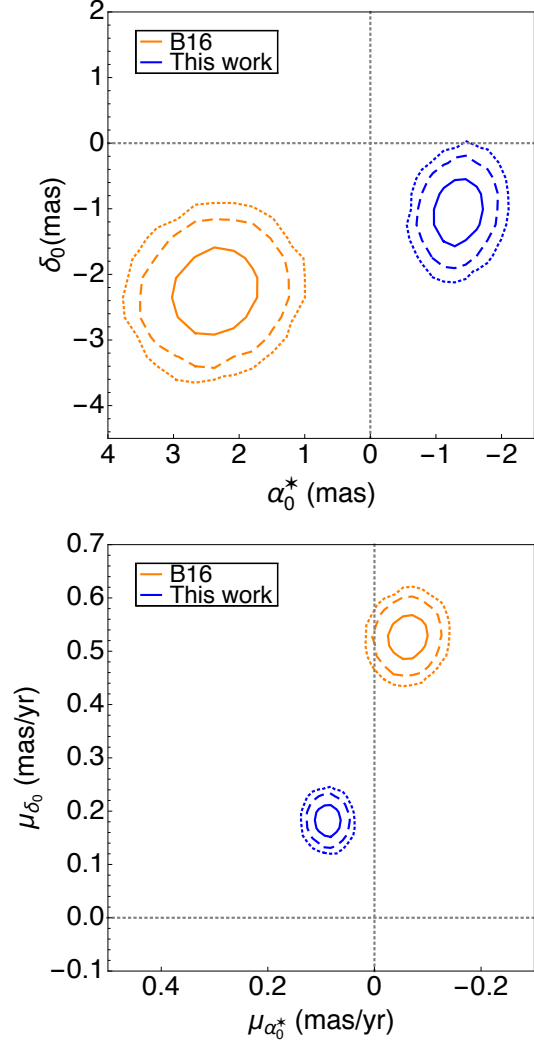 2
1
0
−1
−2
−3
−4
δ0(mas)
B16
This work
4 3 2 1 0 −1 −2
α0* (mas)
0.7
0.6
0.5
0.4
0.3
0.2
0.1
0.0
−0.1
μδ0 (mas/yr)
B16
This work
0.4 0.2 0 -0.2
μα0* (mas/yr)